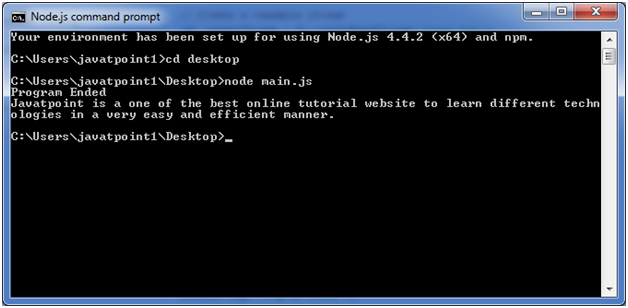 Node.js command prompt
Your environment has been set up for using Node.js 4.4.2 (x64) and npm.
C:\Users\javatpoint1>cd desktop
C:\Users\javatpoint1\Desktop>node main.js
Program Ended
Javatpoint is a one of the best online tutorial website to learn different techn
ologies in a very easy and efficient manner.
C:\Users\javatpoint1\Desktop>_